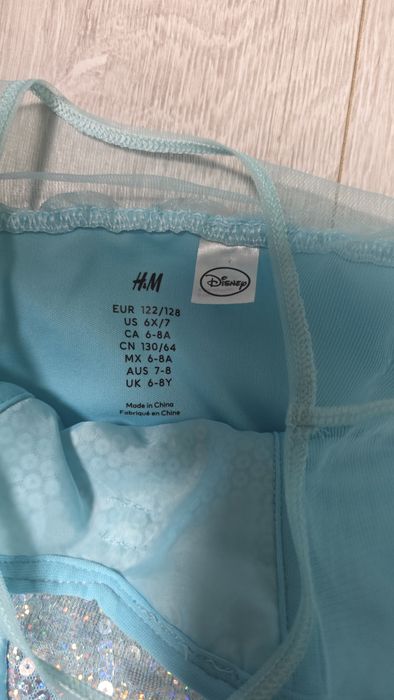 H&M
Disney
EUR 122/128
US 6X/7
CA 6-8A
CN 130/64
MX 6-8A
AUS 7-8
UK 6-8Y
Made in China
Fabriqué en Chine